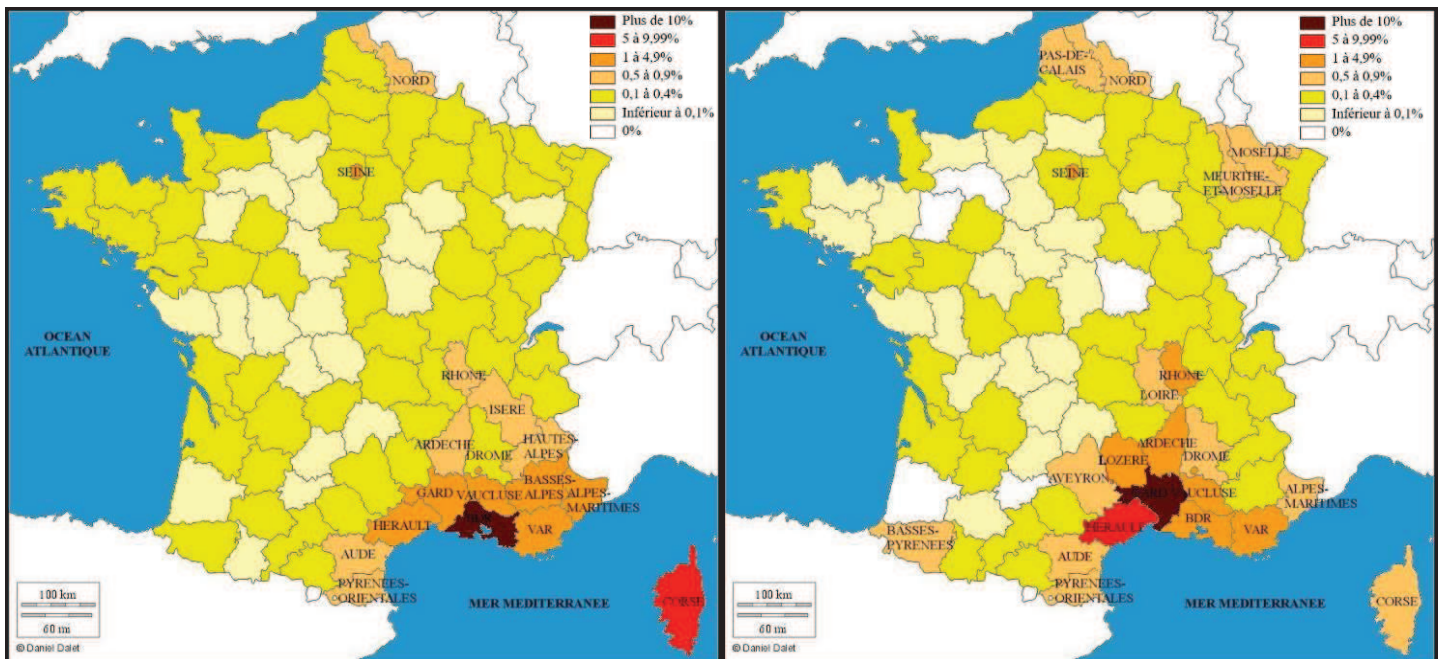 Plus de 10%
5 à 9,99%
1 à 4,9%
0,5 à 0,9%
0,1 à 0,4%
Inférieur à 0,1%
0%
NORD
SEINE
OCEAN
ATLANTIQUE
RHONE
ISERE
ARDECHE
DROME
HAUTES-
ALPES
BASSES-
ALPES
ALPES-
MARITIMES
GARD
VAUCLUSE
HERAULT
VAR
AUDE
PYRENEES-
ORIENTALES
MER MEDITERRANEE
CORSE
100 km
60 mi
© Daniel Dalet
Plus de 10%
5 à 9,99%
1 à 4,9%
0,5 à 0,9%
0,1 à 0,4%
Inférieur à 0,1%
0%
PAS-DE-
CALAIS
NORD
MOSELLE
MEURTHE-
ET-MOSELLE
SEINE
OCEAN
ATLANTIQUE
RHONE
LOIRE
ARDECHE
DROME
LOZERE
AVEYRON
VAUCLUSE
ALPES-
MARITIMES
HERAULT
BDR
VAR
BASSES-
PYRENEES
AUDE
PYRENEES-
ORIENTALES
MER MEDITERRANEE
CORSE
100 km
60 mi
© Daniel Dalet